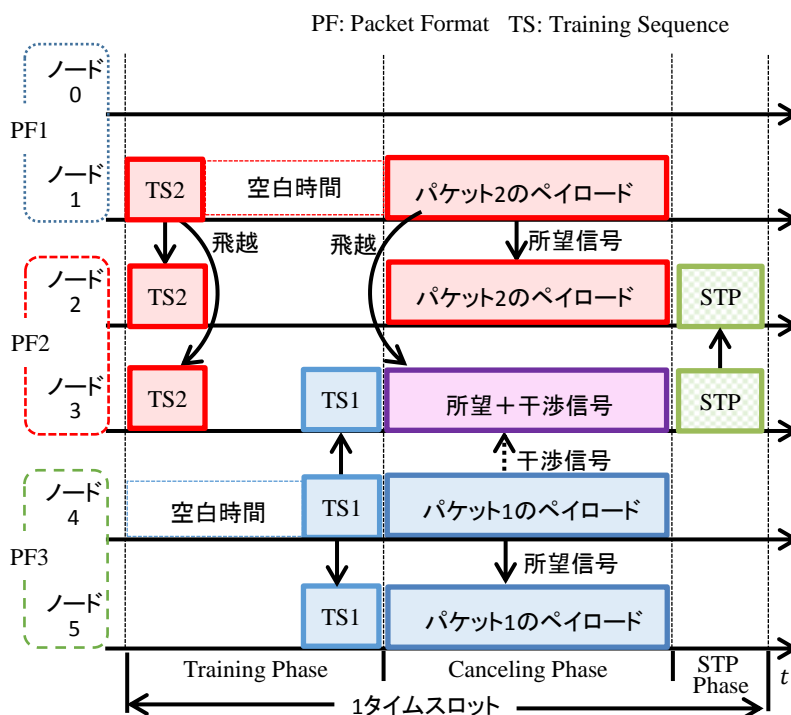 PF: Packet Format TS: Training Sequence
ノード
0
PF1
ノード
1
TS2
空白時間
パケット2のペイロード
飛越
飛越
所望信号
ノード
2
TS2
パケット2のペイロード
STP
PF2
ノード
3
TS2
TS1
所望+干渉信号
STP
干渉信号
ノード
4
空白時間
TS1
パケット1のペイロード
PF3
所望信号
ノード
5
TS1
パケット1のペイロード
Training Phase
Canceling Phase
STP
Phase
t
1タイムスロット